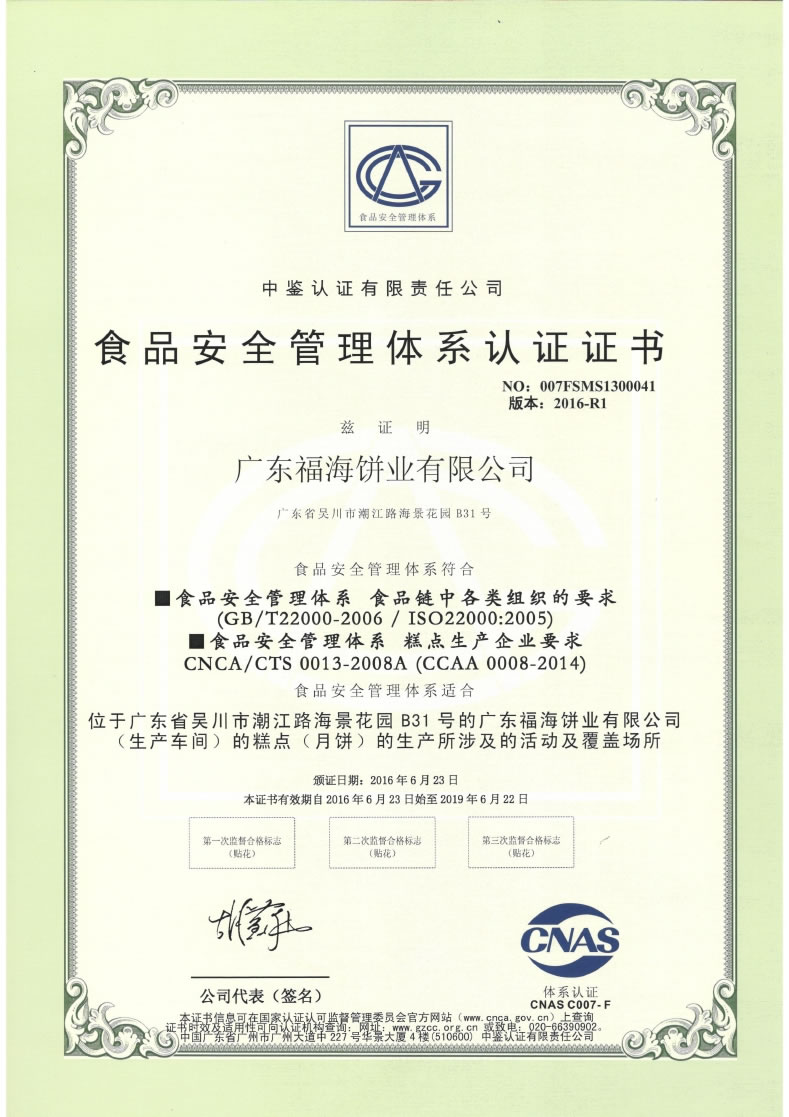 食品安全管理体系
中鉴认证有限责任公司
食品安全管理体系认证证书
NO：007FSMS1300041
版本：2016-R1
兹 证 明
广东福海饼业有限公司
广东省吴川市潮江路海景花园 B31 号
食品安全管理体系符合
■食品安全管理体系 食品链中各类组织的要求
(GB/T22000-2006 / ISO22000:2005)
■食品安全管理体系 糕点生产企业要求
CNCA/CTS 0013-2008A (CCAA 0008-2014)
食品安全管理体系适合
位于广东省吴川市潮江路海景花园 B31 号的广东福海饼业有限公司
（生产车间）的糕点（月饼）的生产所涉及的活动及覆盖场所
颁证日期：2016 年 6 月 23 日
本证书有效期自 2016 年 6 月 23 日始至 2019 年 6 月 22 日
第一次监督合格标志
（贴花）
第二次监督合格标志
（贴花）
第三次监督合格标志
（贴花）
CNAS
公司代表（签名）
体系认证
CNAS C007-F
本证书信息可在国家认证认可监督管理委员会官方网站（www.cnca.gov.cn）上查询
证书时效及适用性可向认证机构查询：网址：www.gzcc.org.cn 或致电：020-66390902。
中国广东省广州市广州大道中 227 号华景大厦 4 楼(510600) 中鉴认证有限责任公司